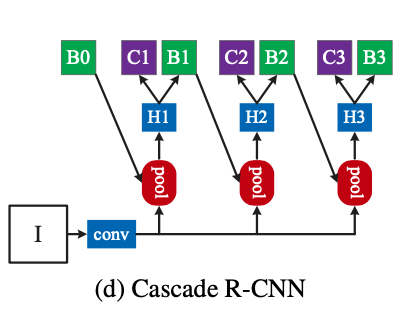 B0 C1 B1 C2 B2 C3 B3
H1 H2 H3
pool pool pool
I conv
(d) Cascade R-CNN